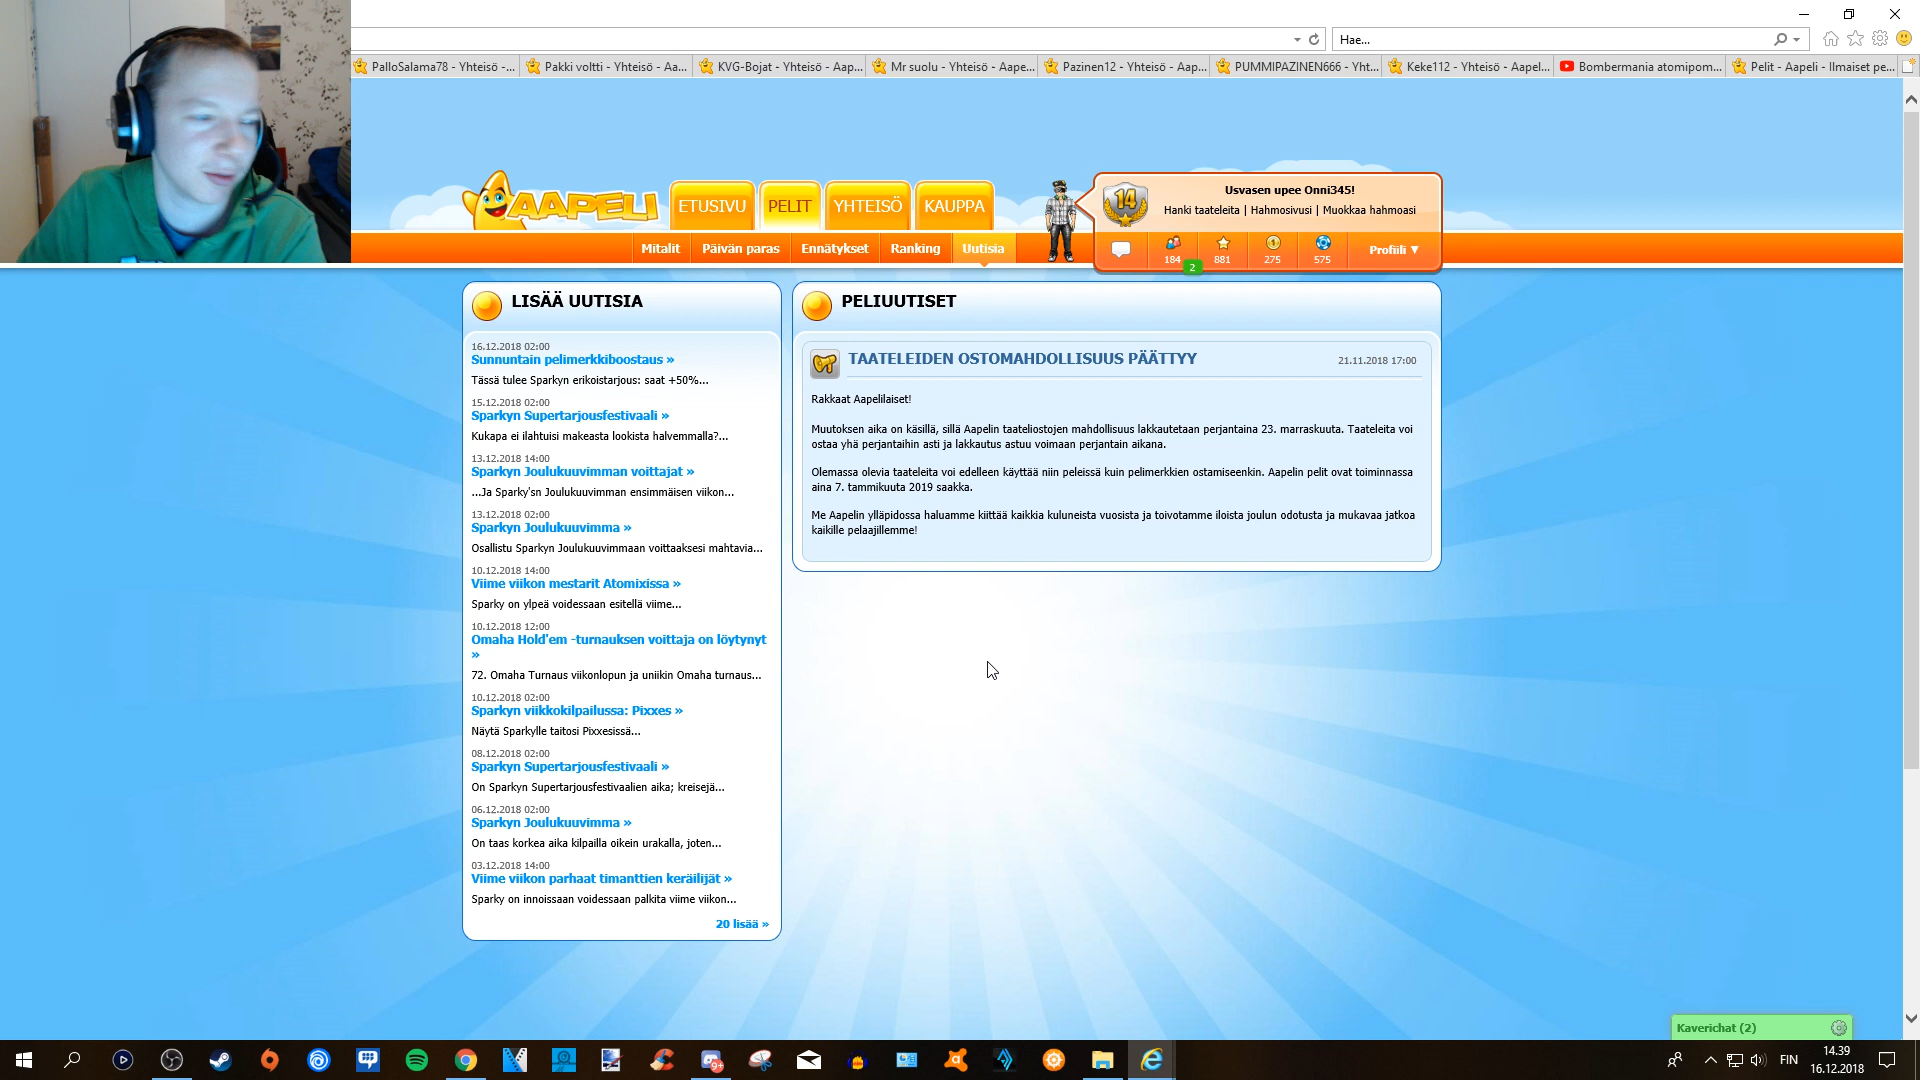 Hae...
PalloSalama78 - Yhteisö -...
Pakki voltti - Yhteisö - Aa...
KVG-Bojat - Yhteisö - Aap...
Mr suolu - Yhteisö - Aape...
Pazinen12 - Yhteisö - Aap...
PUMMIPAZINEN666 - Yht...
Keke112 - Yhteisö - Aapel...
Bombermania atomipom...
Pelit - Aapeli - Ilmaiset pe...
AAPELI
ETUSIVU
PELIT
YHTEISÖ
KAUPPA
14
Usvasen upee Onni345!
Hanki taateleita | Hahmosivusi | Muokkaa hahmoasi
Mitalit
Päivän paras
Ennätykset
Ranking
Uutisia
184
2
881
1
275
575
Profiili ▼
LISÄÄ UUTISIA
16.12.2018 02:00
Sunnuntain pelimerkkiboostaus »
Tässä tulee Sparkyn erikoistarjous: saat +50%...
15.12.2018 02:00
Sparkyn Supertarjousfestivaali »
Kukapa ei ilahtuisi makeasta lookista halvemmalla?...
13.12.2018 14:00
Sparkyn Joulukuuvimman voittajat »
...Ja Sparky'sn Joulukuuvimman ensimmäisen viikon...
13.12.2018 02:00
Sparkyn Joulukuuvimma »
Osallistu Sparkyn Joulukuuvimmaan voittaaksesi mahtavia...
10.12.2018 14:00
Viime viikon mestarit Atomixissa »
Sparky on ylpeä voidessaan esitellä viime...
10.12.2018 12:00
Omaha Hold'em -turnauksen voittaja on löytynyt
»
72. Omaha Turnaus viikonlopun ja uniikin Omaha turnaus...
10.12.2018 02:00
Sparkyn viikkokilpailussa: Pixxes »
Näytä Sparkylle taitosi Pixxesissä...
08.12.2018 02:00
Sparkyn Supertarjousfestivaali »
On Sparkyn Supertarjousfestivaalien aika; kreisejä...
06.12.2018 02:00
Sparkyn Joulukuuvimma »
On taas korkea aika kilpailla oikein urakalla, joten...
03.12.2018 14:00
Viime viikon parhaat timanttien keräilijät »
Sparky on innoissaan voidessaan palkita viime viikon...
20 lisää »
PELIUUTISET
TAATELEIDEN OSTOMAHDOLLISUUS PÄÄTTYY
21.11.2018 17:00
Rakkaat Aapelilaiset!
Muutoksen aika on käsillä, sillä Aapelin taateliostojen mahdollisuus lakkautetaan perjantaina 23. marraskuuta. Taateleita voi
ostaa yhä perjantaihin asti ja lakkautus astuu voimaan perjantain aikana.
Olemassa olevia taateleita voi edelleen käyttää niin peleissä kuin pelimerkkien ostamiseenkin. Aapelin pelit ovat toiminnassa
aina 7. tammikuuta 2019 saakka.
Me Aapelin ylläpidossa haluamme kiittää kaikkia kuluneista vuosista ja toivotamme iloista joulun odotusta ja mukavaa jatkoa
kaikille pelaajillemme!
Kaverichat (2)
9+
FIN
14.39
16.12.2018